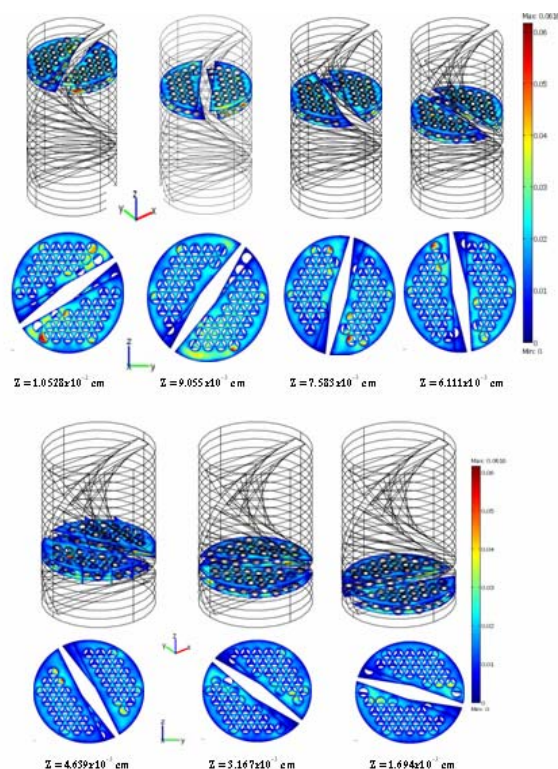 Max: 0.0616
0.06
0.05
0.04
0.03
0.02
0.01
0
Min: 0
z
y
x
z
y
Z = 1.0528x10⁻² cm
Z = 9.055x10⁻³ cm
Z = 7.583x10⁻³ cm
Z = 6.111x10⁻³ cm
Max: 0.0616
0.06
0.05
0.04
0.03
0.02
0.01
0
Min: 0
z
y
x
z
y
Z = 4.639x10⁻³ cm
Z = 3.167x10⁻³ cm
Z = 1.694x10⁻³ cm